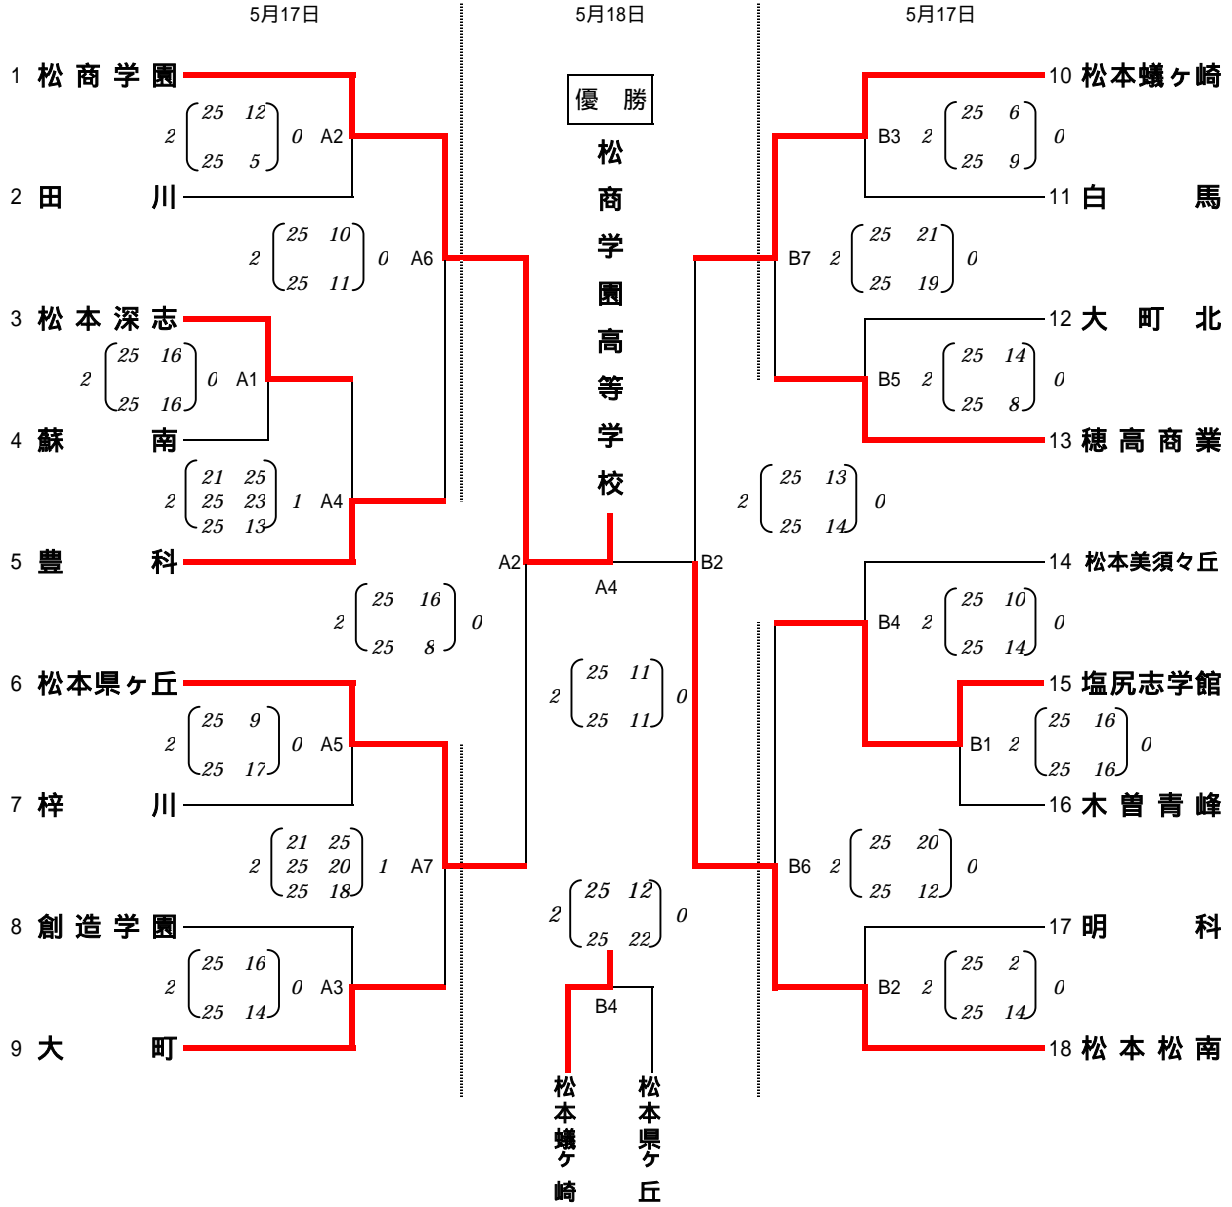 5月17日 5月18日 5月17日
優 勝
松商学園高等学校
1 松商学園
2 25 12 0 A2
25 5
2 田川
2 25 10 0 A6
25 11
3 松本深志
2 25 16 0 A1
25 16
4 蘇南
2 21 25 1 A4
25 23
25 13
5 豊科
A2
2 25 16 0
25 8
6 松本県ヶ丘
2 25 9 0 A5
25 17
7 梓川
2 21 25 1 A7
25 20
25 18
8 創造学園
2 25 16 0 A3
25 14
9 大町
A4
2 25 11 0
25 11
2 25 12 0
25 22
B4
松本蟻ヶ崎
松本県ヶ丘
10 松本蟻ヶ崎
B3 2 25 6 0
25 9
11 白馬
B7 2 25 21 0
25 19
12 大町北
B5 2 25 14 0
25 8
13 穂高商業
2 25 13 0
25 14
B2
14 松本美須々丘
B4 2 25 10 0
25 14
15 塩尻志学館
B1 2 25 16 0
25 16
16 木曽青峰
B6 2 25 20 0
25 12
17 明科
B2 2 25 2 0
25 14
18 松本松南